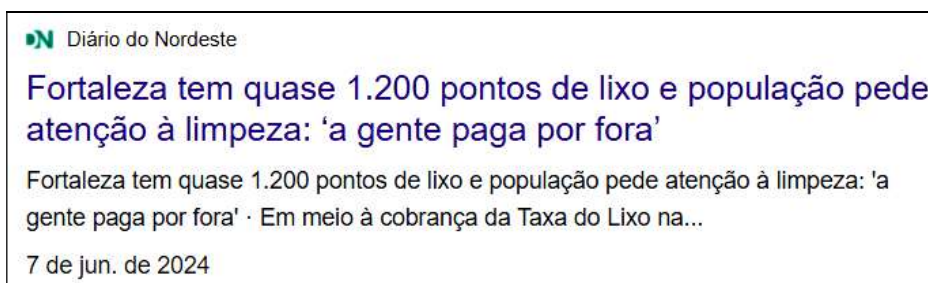 DN Diário do Nordeste
Fortaleza tem quase 1.200 pontos de lixo e população pede
atenção à limpeza: ‘a gente paga por fora’
Fortaleza tem quase 1.200 pontos de lixo e população pede atenção à limpeza: 'a
gente paga por fora' · Em meio à cobrança da Taxa do Lixo na...
7 de jun. de 2024